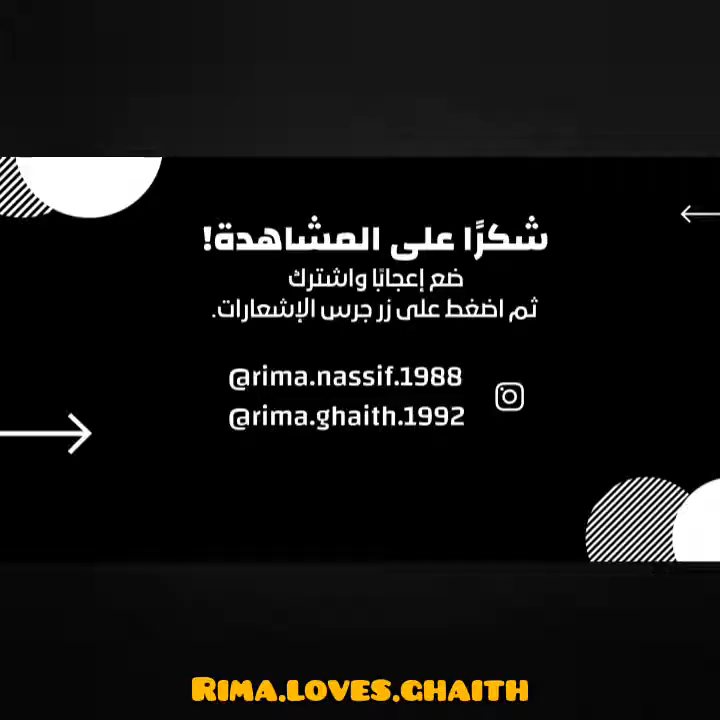 شكرًا على المشاهدة!
ضع إعجابًا واشترك
ثم اضغط على زر جرس الإشعارات.
@rima.nassif.1988
@rima.ghaith.1992
Rima.loves.ghaith